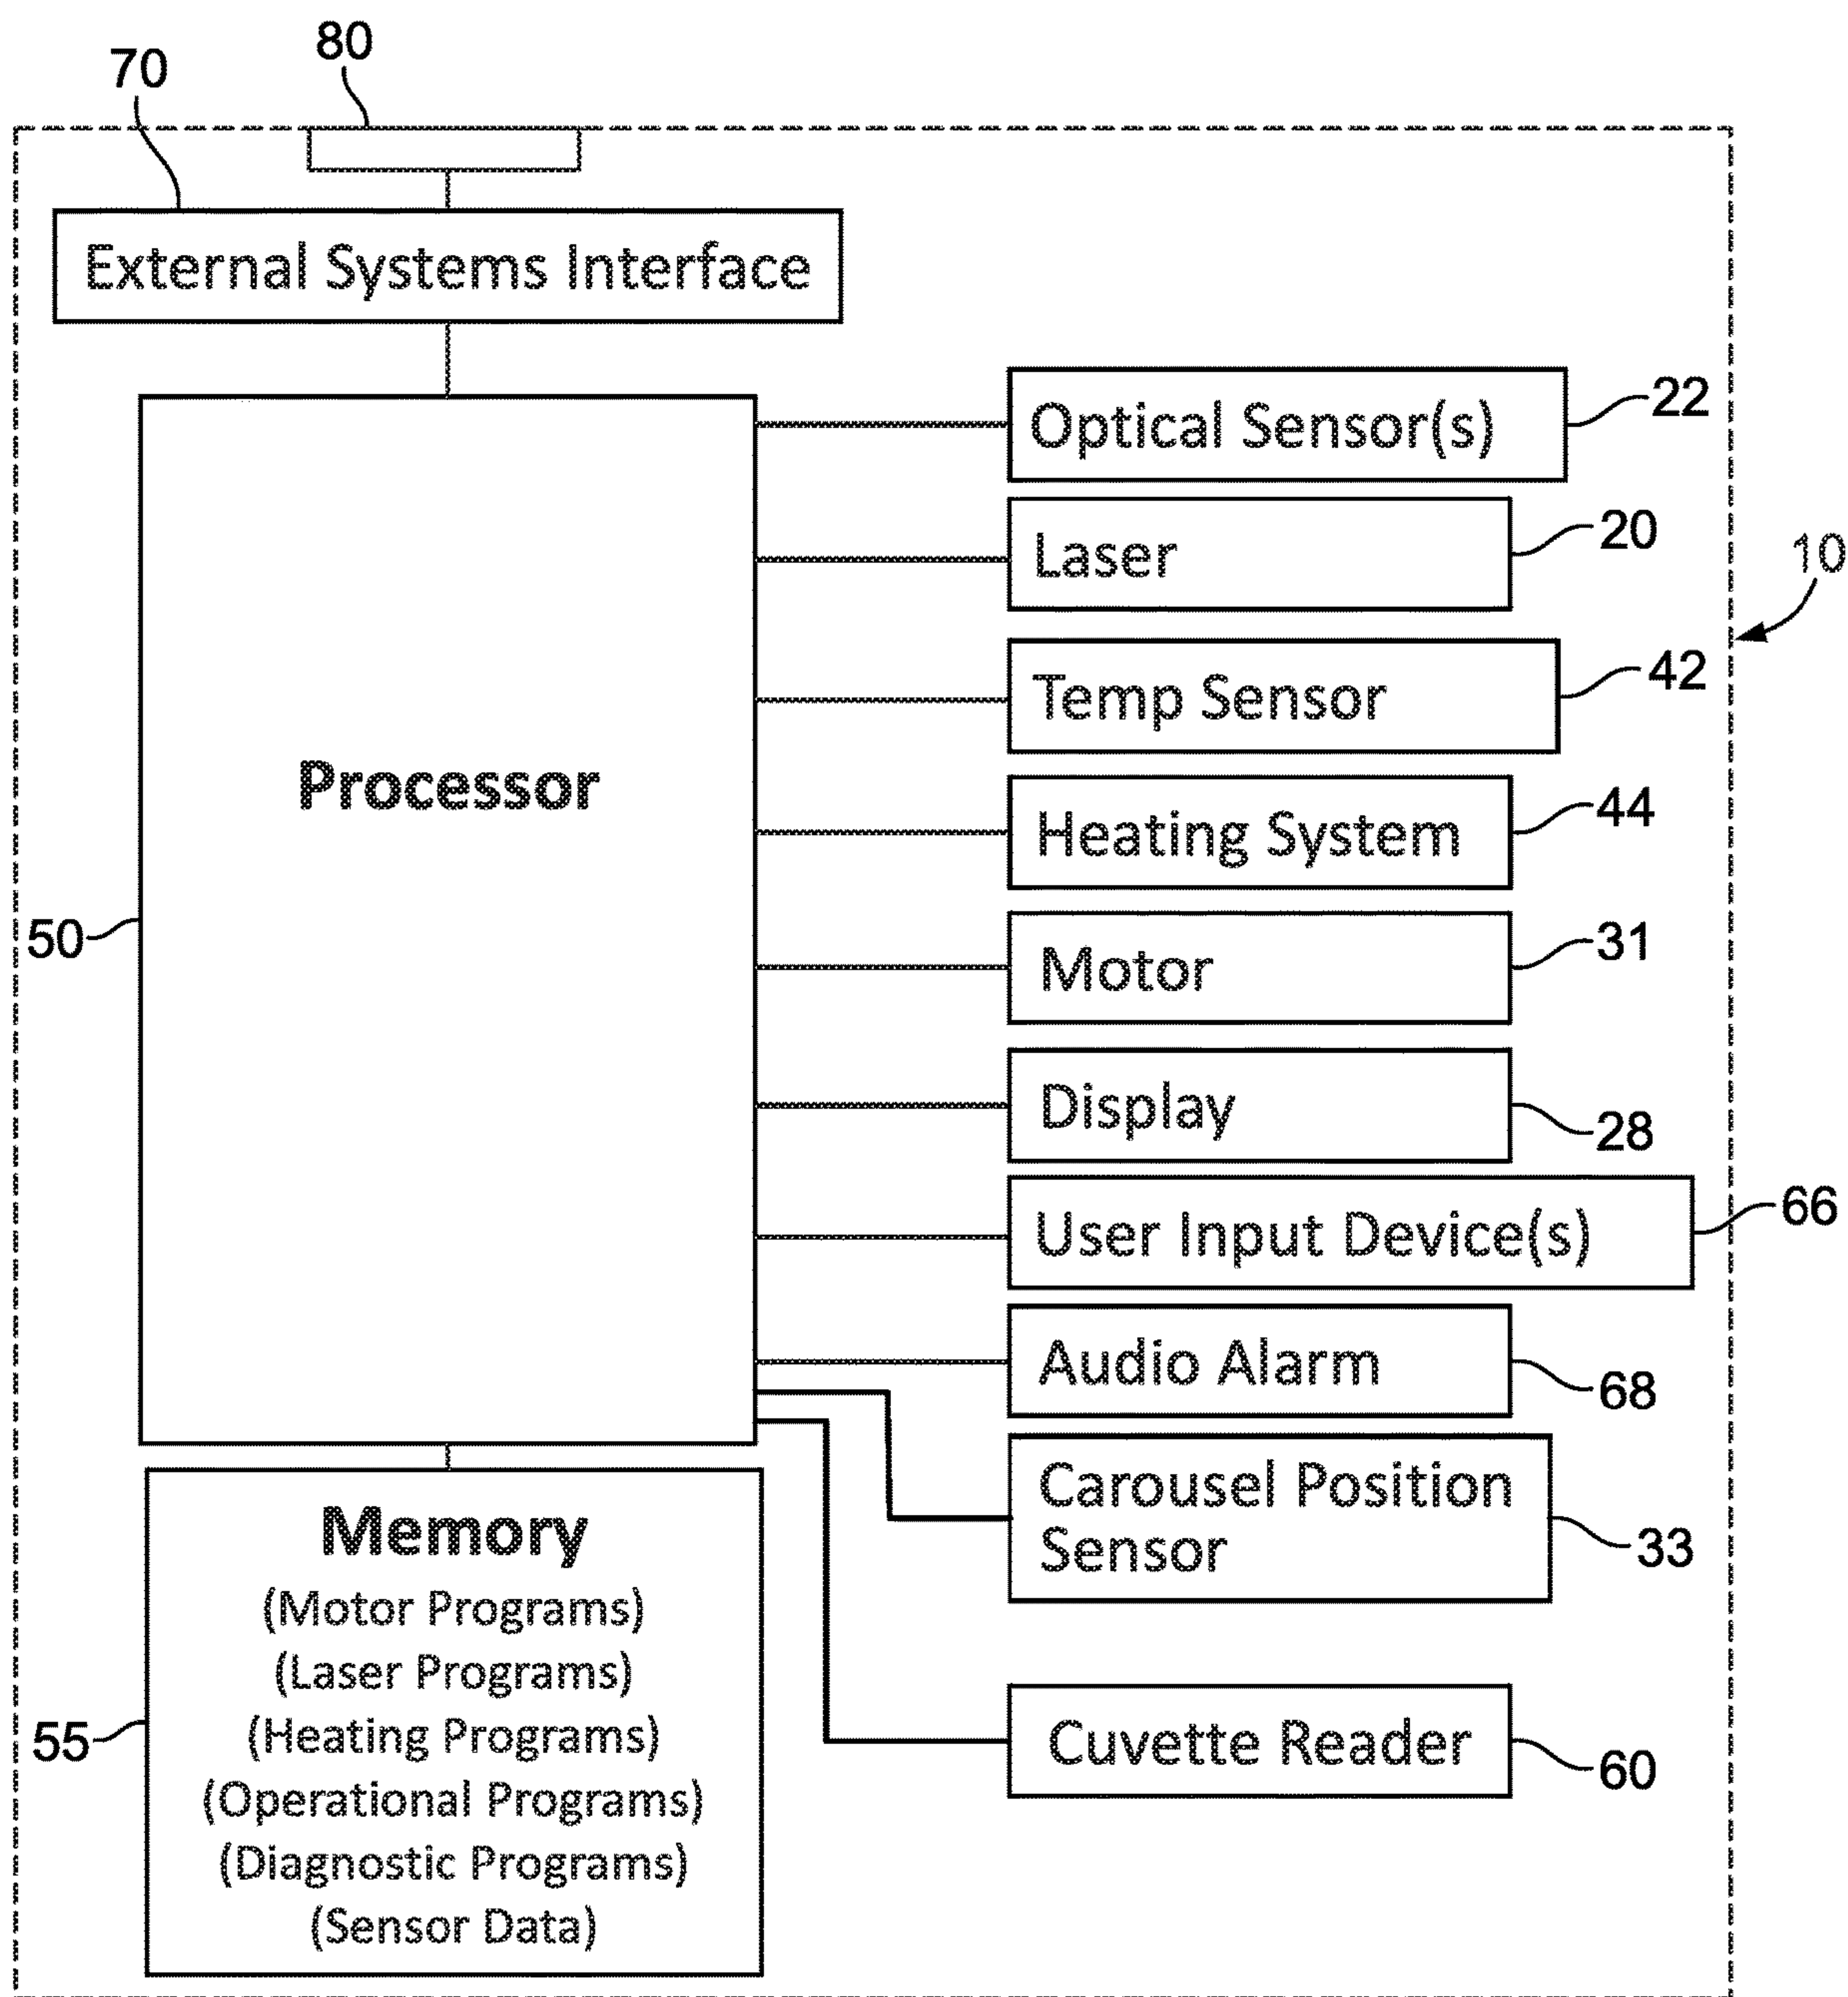 80
70
External Systems Interface
Optical Sensor(s)
22
Laser
20
10
Temp Sensor
42
Processor
Heating System
44
50
Motor
31
Display
28
User Input Device(s)
66
Audio Alarm
68
Carousel Position
Sensor
33
Memory
(Motor Programs)
(Laser Programs)
(Heating Programs)
(Operational Programs)
(Diagnostic Programs)
(Sensor Data)
55
Cuvette Reader
60